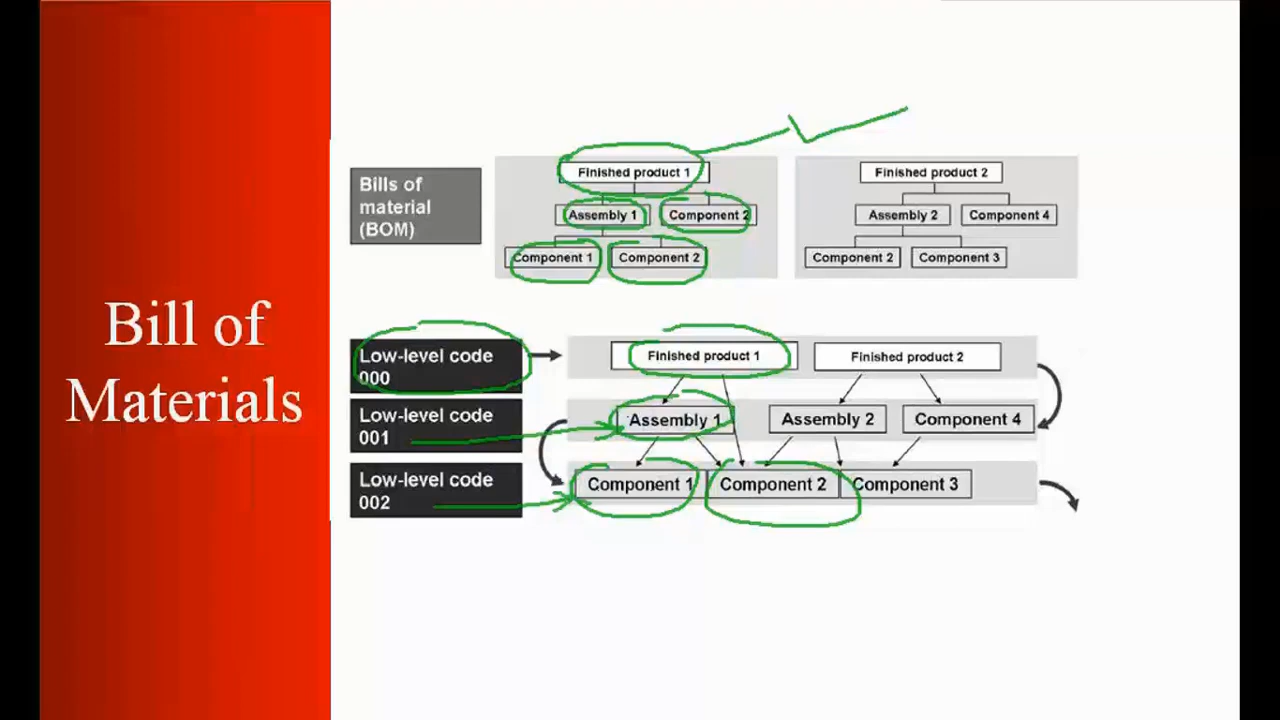 Bill of
Materials
Bills of
material
(BOM)
Finished product 1
Assembly 1
Component 2
Component 1
Component 2
Finished product 2
Assembly 2
Component 4
Component 2
Component 3
Low-level code
000
Finished product 1
Finished product 2
Low-level code
001
Assembly 1
Assembly 2
Component 4
Low-level code
002
Component 1
Component 2
Component 3